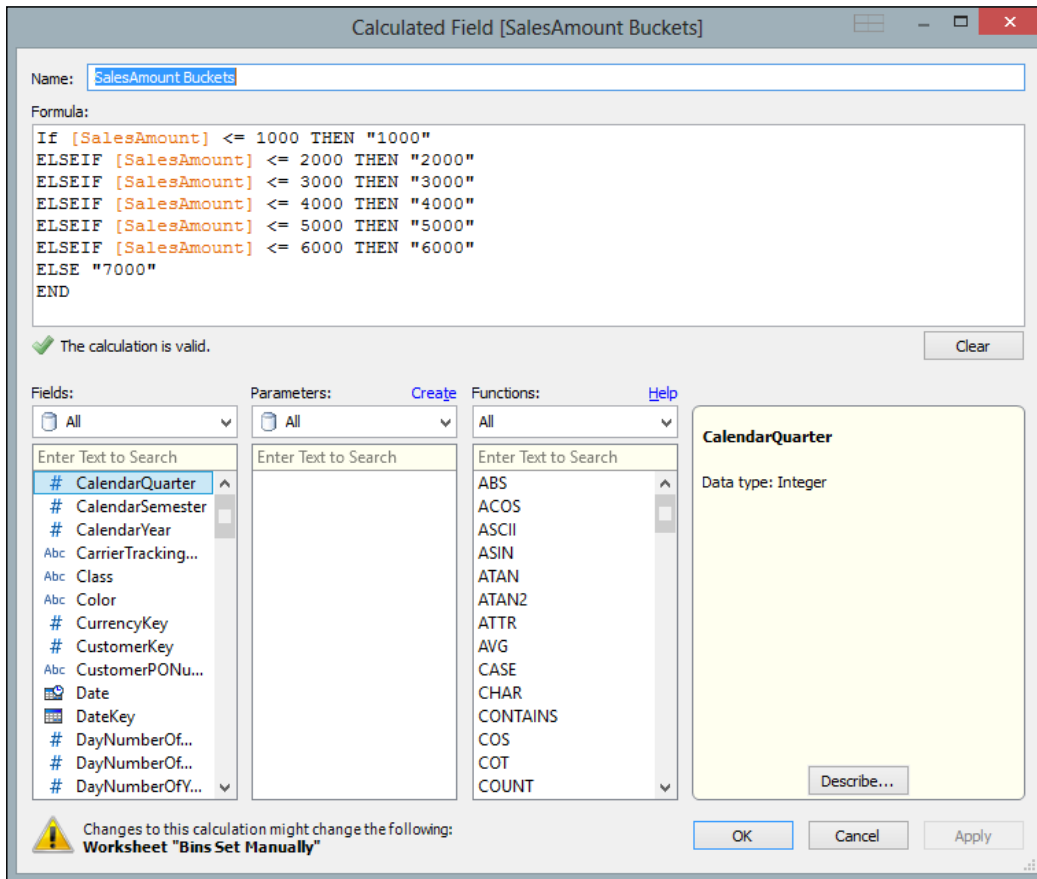 Calculated Field [SalesAmount Buckets]
Name: SalesAmount Buckets
Formula:
If [SalesAmount] <= 1000 THEN "1000"
ELSEIF [SalesAmount] <= 2000 THEN "2000"
ELSEIF [SalesAmount] <= 3000 THEN "3000"
ELSEIF [SalesAmount] <= 4000 THEN "4000"
ELSEIF [SalesAmount] <= 5000 THEN "5000"
ELSEIF [SalesAmount] <= 6000 THEN "6000"
ELSE "7000"
END
The calculation is valid.
Clear
Fields:
All
Enter Text to Search
# CalendarQuarter
# CalendarSemester
# CalendarYear
Abc CarrierTracking...
Abc Class
Abc Color
# CurrencyKey
# CustomerKey
Abc CustomerPONu...
Date
DateKey
# DayNumberOf...
# DayNumberOf...
# DayNumberOfY...
Parameters: Create
All
Enter Text to Search
Functions: Help
All
Enter Text to Search
ABS
ACOS
ASCII
ASIN
ATAN
ATAN2
ATTR
AVG
CASE
CHAR
CONTAINS
COS
COT
COUNT
CalendarQuarter
Data type: Integer
Describe...
Changes to this calculation might change the following:
Worksheet "Bins Set Manually"
OK
Cancel
Apply